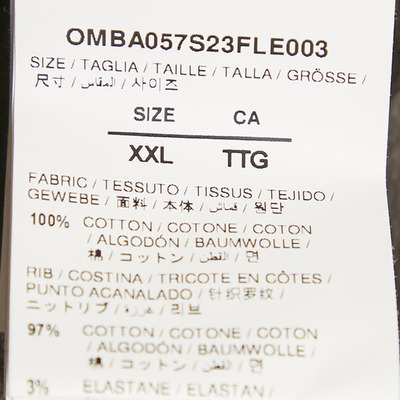 OMBA057S23FLE003
SIZE / TAGLIA / TAILLE / TALLA / GRÖSSE /
尺寸 / المقاس / 사이즈
SIZE CA
XXL TTG
FABRIC / TESSUTO / TISSUS / TEJIDO /
GEWEBE / 面料 / 本体 / قماش / 원단
100% COTTON / COTONE / COTON
/ ALGODÓN / BAUMWOLLE /
棉 / コットン / القطن / 면
RIB / COSTINA / TRICOTE EN CÔTES /
PUNTO ACANALADO / 针织罗纹 /
ニットリブ / غرزة / 리브
97% COTTON / COTONE / COTON
/ ALGODÓN / BAUMWOLLE /
棉 / コットン / القطن / 면
3% ELASTANE / ELASTAN /